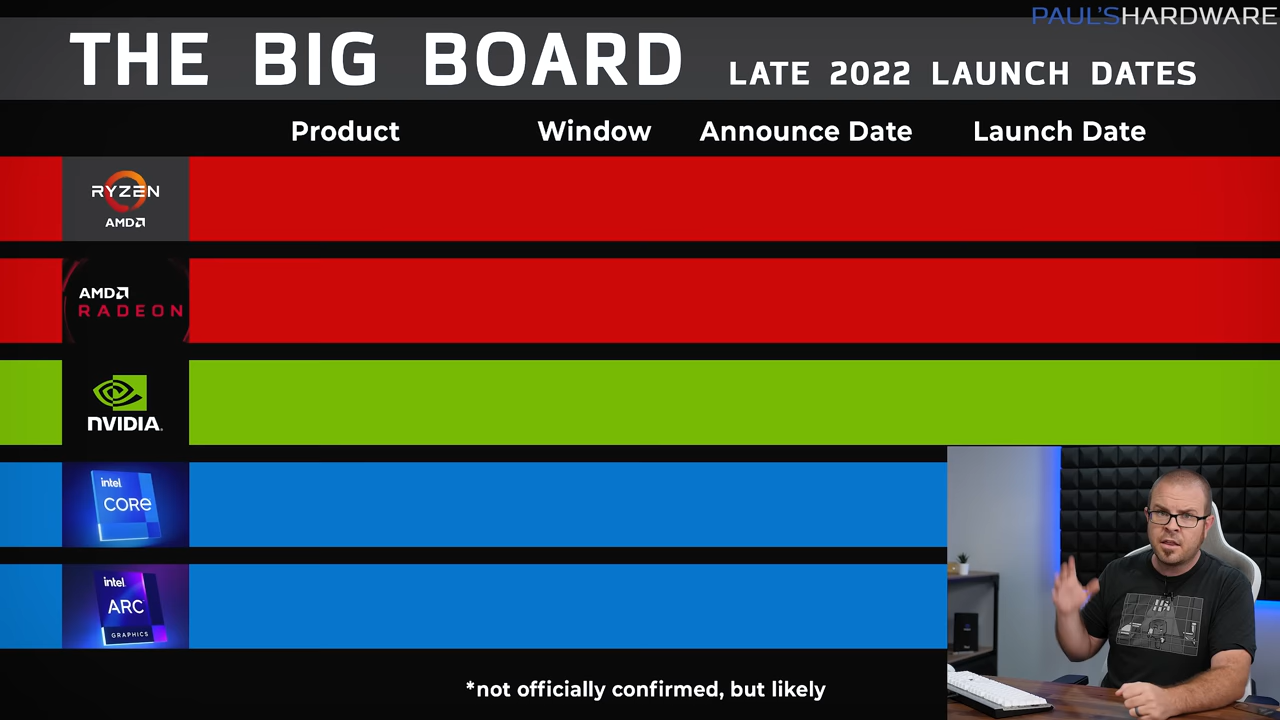 PAUL'SHARDWARE
THE BIG BOARD LATE 2022 LAUNCH DATES
Product Window Announce Date Launch Date
RYZEN
AMD
AMD
RADEON
NVIDIA.
intel
CORE
intel
ARC
GRAPHICS
*not officially confirmed, but likely